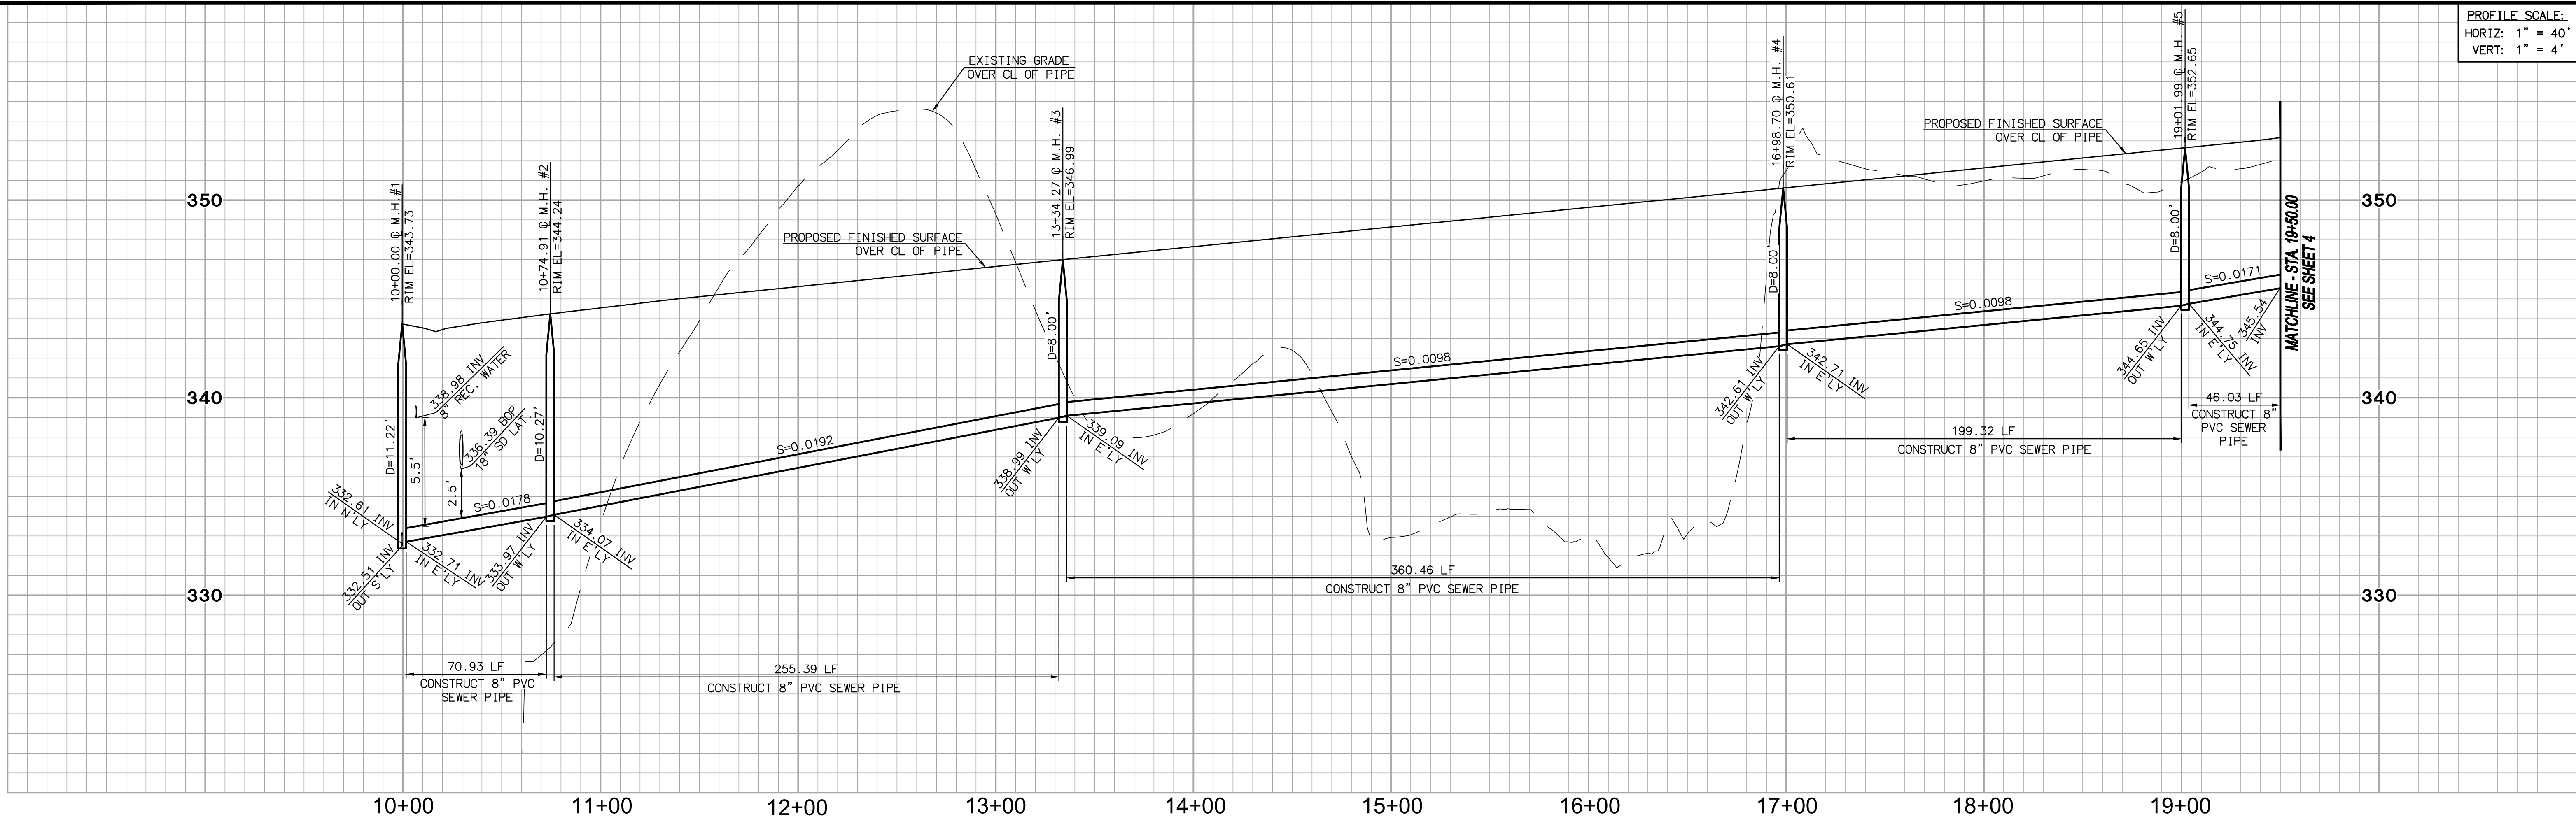 PROFILE SCALE:
HORIZ: 1" = 40'
VERT: 1" = 4'
EXISTING GRADE
OVER CL OF PIPE
PROPOSED FINISHED SURFACE
OVER CL OF PIPE
PROPOSED FINISHED SURFACE
OVER CL OF PIPE
10+00.000 ℄ M.H.#1
RIM EL=343.73
10+74.91 ℄ M.H. #2
RIM EL=344.24
13+34.27 ℄ M.H. #3
RIM EL=346.99
16+98.70 ℄ M.H. #4
RIM EL=350.61
19+01.99 ℄ M.H. #5
RIM EL=352.65
350
340
330
350
340
330
D=11.22'
5.5'
338.98 INV
8" REC. WATER
2.5'
336.39 BOP
18" SD LAT.
D=10.27'
S=0.0178
332.61 INV
IN N'LY
332.51 INV
OUT S'LY
332.71 INV
IN E'LY
333.97 INV
OUT W'LY
334.07 INV
IN E'LY
S=0.0192
D=8.00'
338.99 INV
OUT W'LY
339.09 INV
IN E'LY
S=0.0098
D=8.00'
342.61 INV
OUT W'LY
342.71 INV
IN E'LY
S=0.0098
D=8.00'
344.65 INV
OUT W'LY
344.75 INV
IN E'LY
S=0.0171
345.54
INV
MATCHLINE - STA. 19+50.00
SEE SHEET 4
70.93 LF
CONSTRUCT 8" PVC
SEWER PIPE
255.39 LF
CONSTRUCT 8" PVC SEWER PIPE
360.46 LF
CONSTRUCT 8" PVC SEWER PIPE
199.32 LF
CONSTRUCT 8" PVC SEWER PIPE
46.03 LF
CONSTRUCT 8"
PVC SEWER
PIPE
10+00 11+00 12+00 13+00 14+00 15+00 16+00 17+00 18+00 19+00